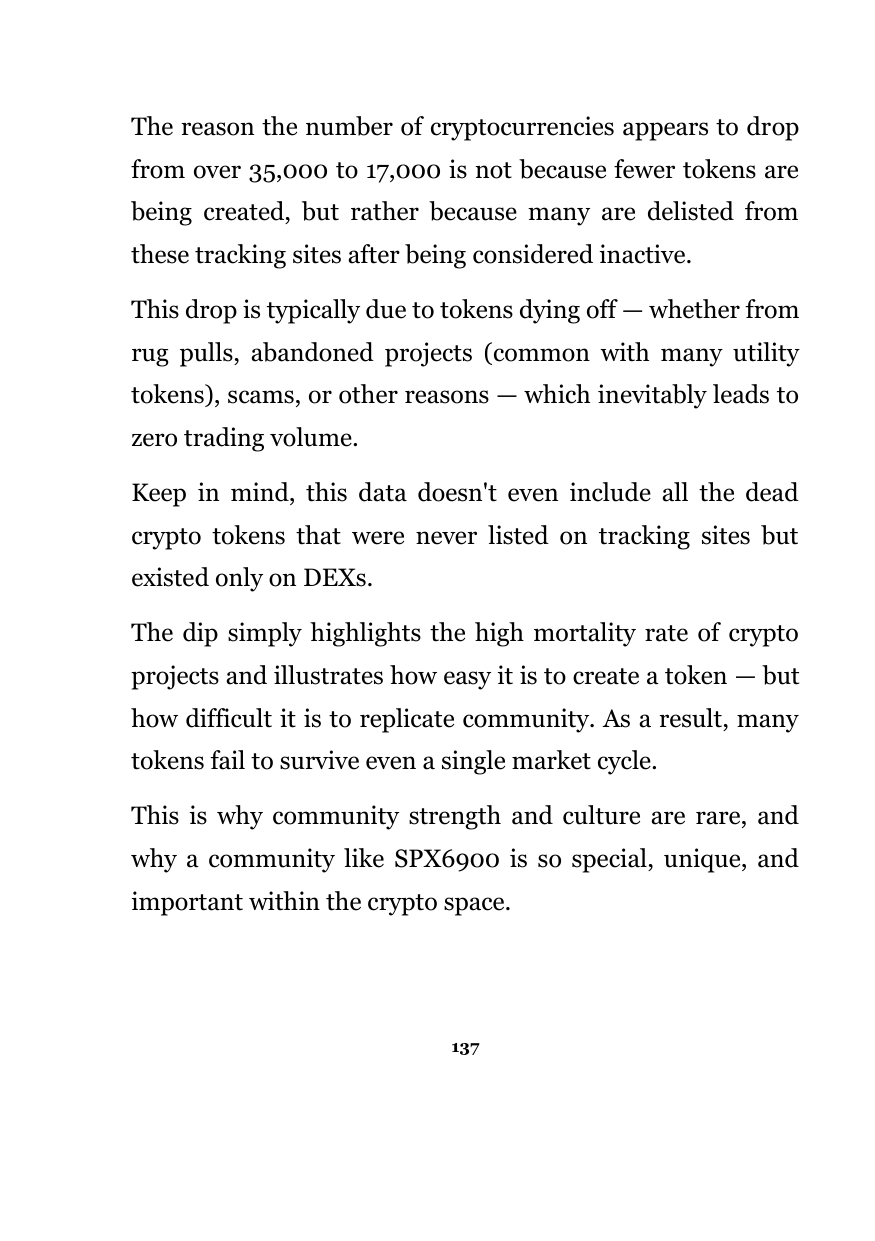 The reason the number of cryptocurrencies appears to drop
from over 35,000 to 17,000 is not because fewer tokens are
being created, but rather because many are delisted from
these tracking sites after being considered inactive.
This drop is typically due to tokens dying off — whether from
rug pulls, abandoned projects (common with many utility
tokens), scams, or other reasons — which inevitably leads to
zero trading volume.
Keep in mind, this data doesn't even include all the dead
crypto tokens that were never listed on tracking sites but
existed only on DEXs.
The dip simply highlights the high mortality rate of crypto
projects and illustrates how easy it is to create a token — but
how difficult it is to replicate community. As a result, many
tokens fail to survive even a single market cycle.
This is why community strength and culture are rare, and
why a community like SPX6900 is so special, unique, and
important within the crypto space.
137